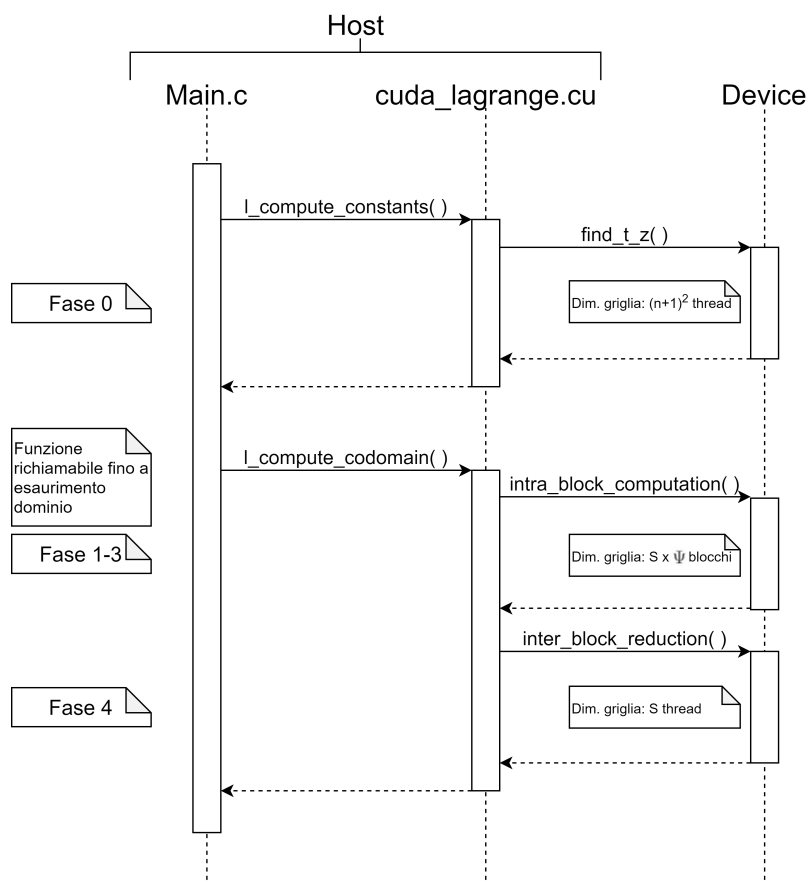 Host
Main.c
cuda_lagrange.cu
Device
l_compute_constants( )
find_t_z( )
Fase 0
Dim. griglia: (n+1)² thread
Funzione
richiamabile fino a
esaurimento
dominio
l_compute_codomain( )
intra_block_computation( )
Fase 1-3
Dim. griglia: S x Ψ blocchi
inter_block_reduction( )
Fase 4
Dim. griglia: S thread